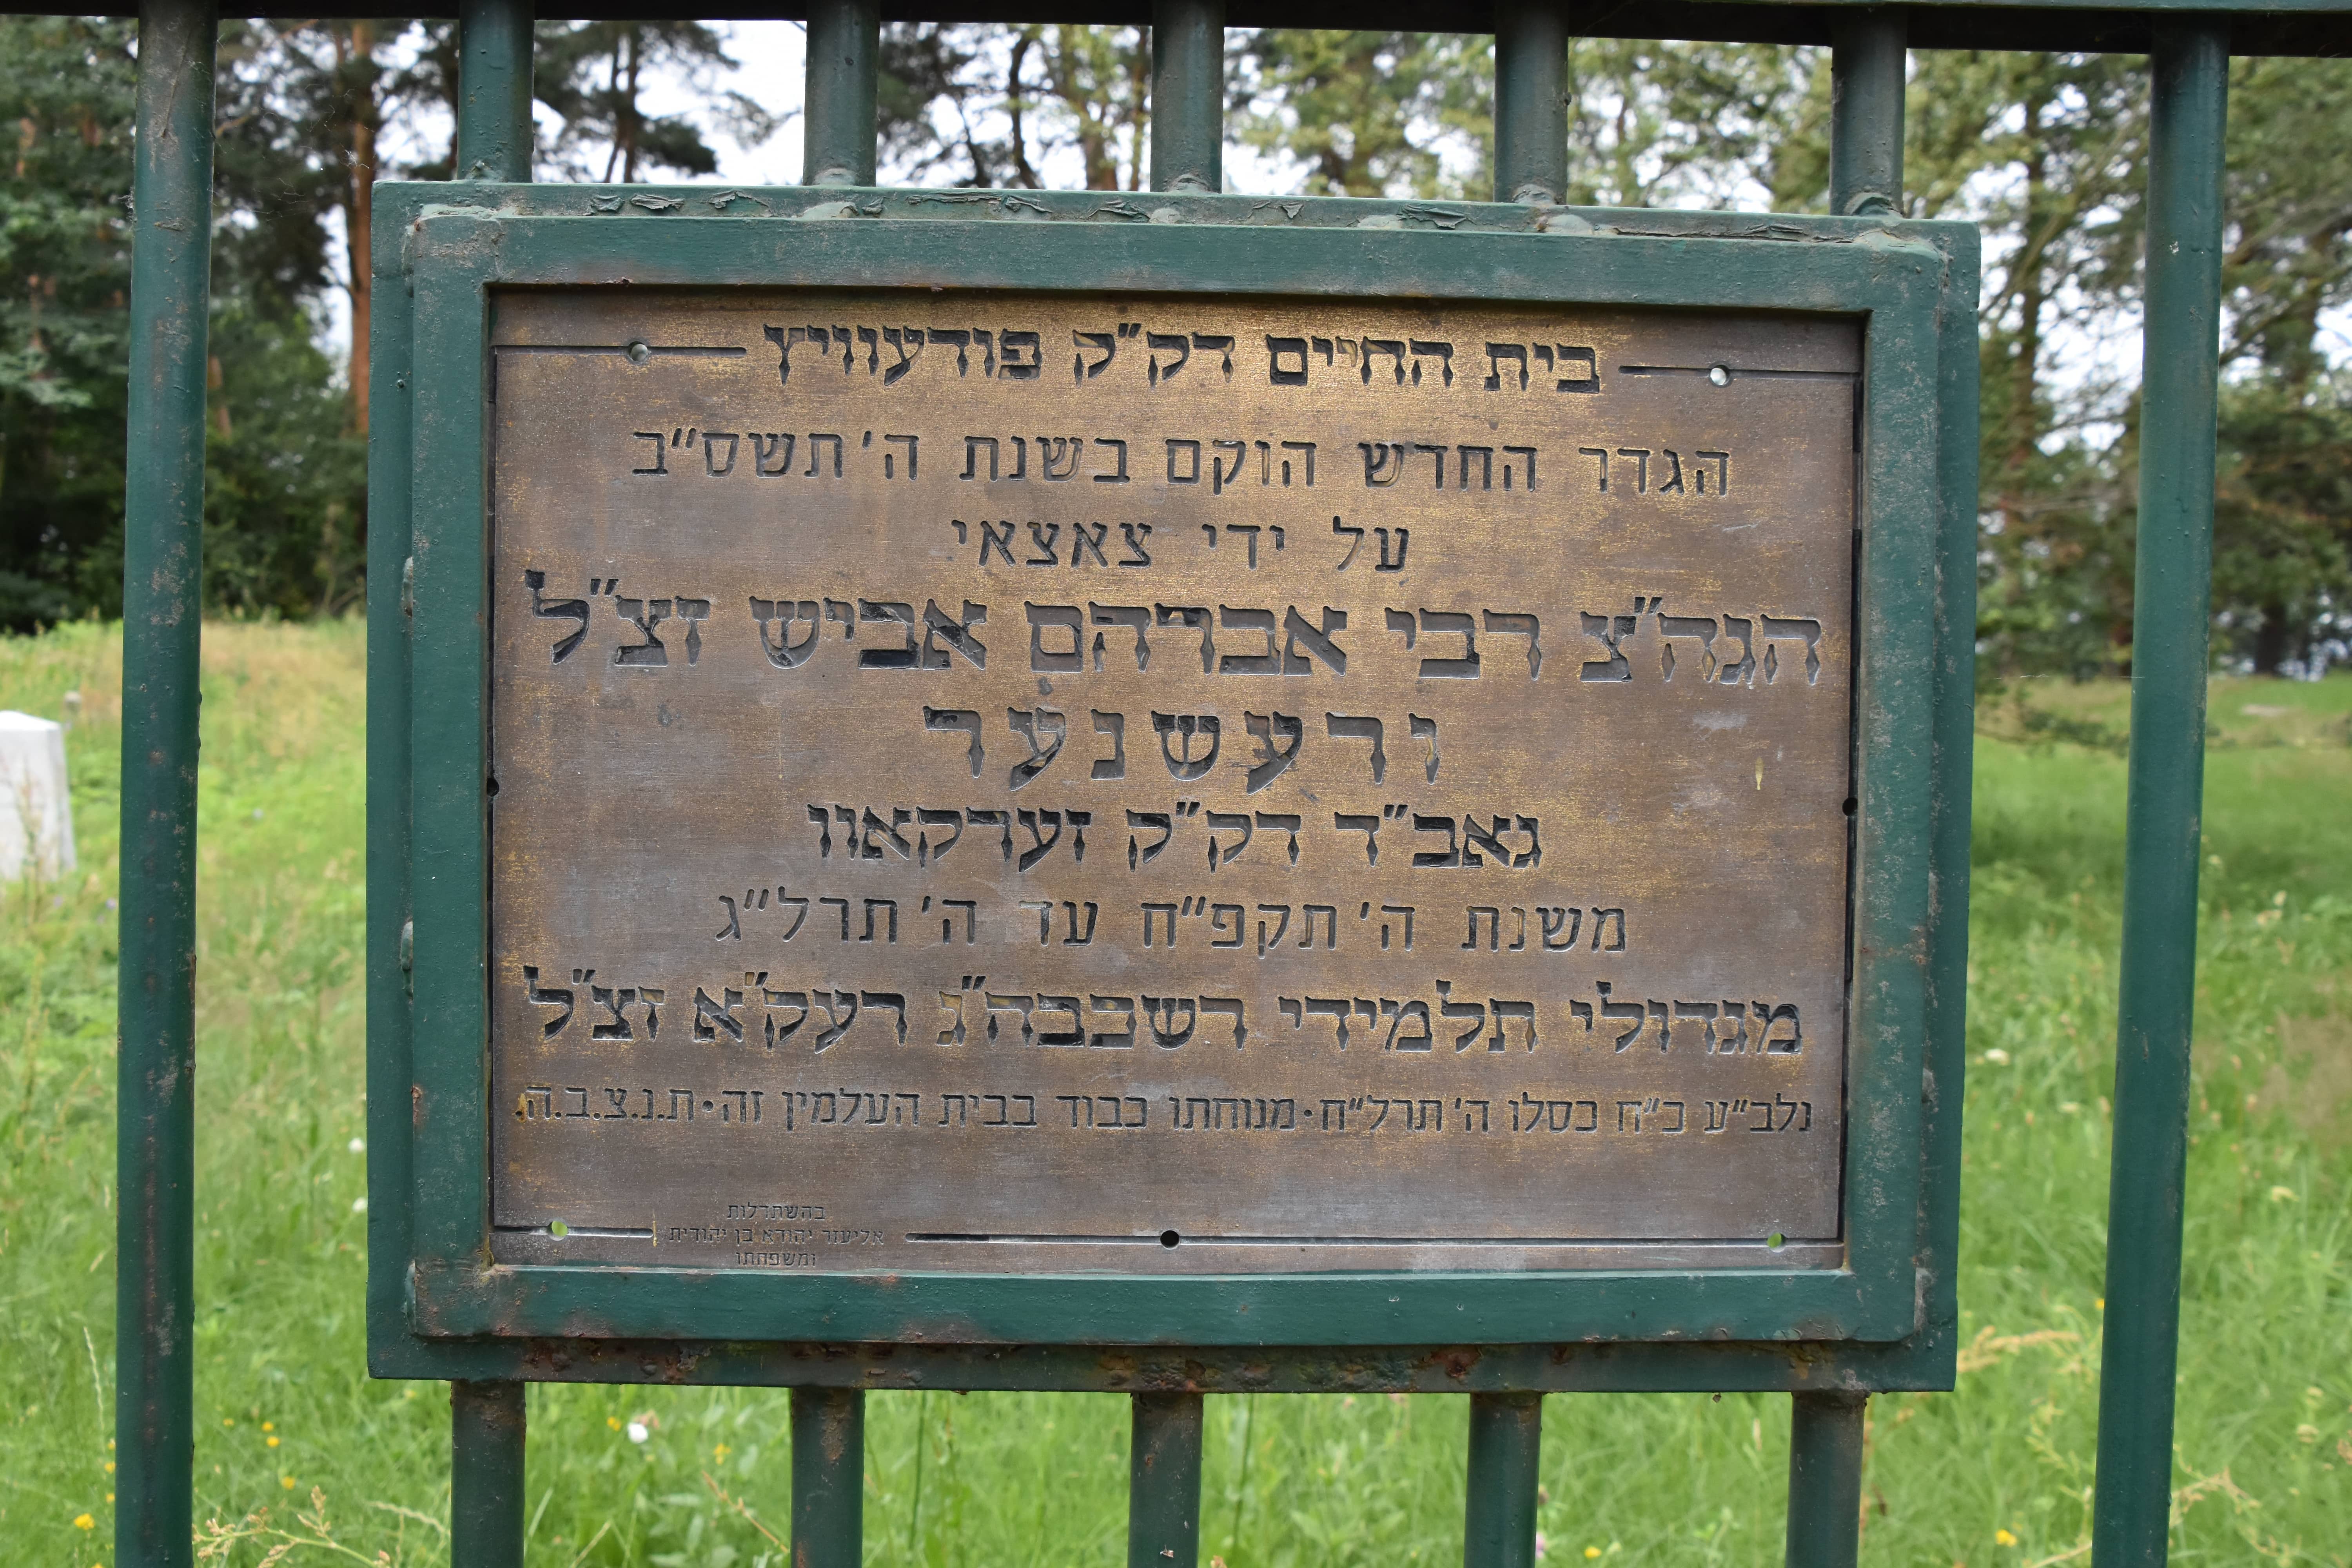 בית החיים דק"ק פודעוויץ
הגדר החדש הוקם בשנת ה'תשס"ב
על ידי צאצאי
הגה"צ רבי אברהם אביש זצ"ל
ורעשנער
גאב"ד דק"ק זערקאוו
משנת ה'תקפ"ח עד ה'תרל"ג
מגדולי תלמידי רשכבה"ג רעק"א זצ"ל
נלב"ע כ"ח כסלו ה'תרל"ח·מנוחתו כבוד בבית העלמין זה·ת.נ.צ.ב.ה.
בהשתדלות
אליעזר יהודא בן יהודית
ומשפחתו